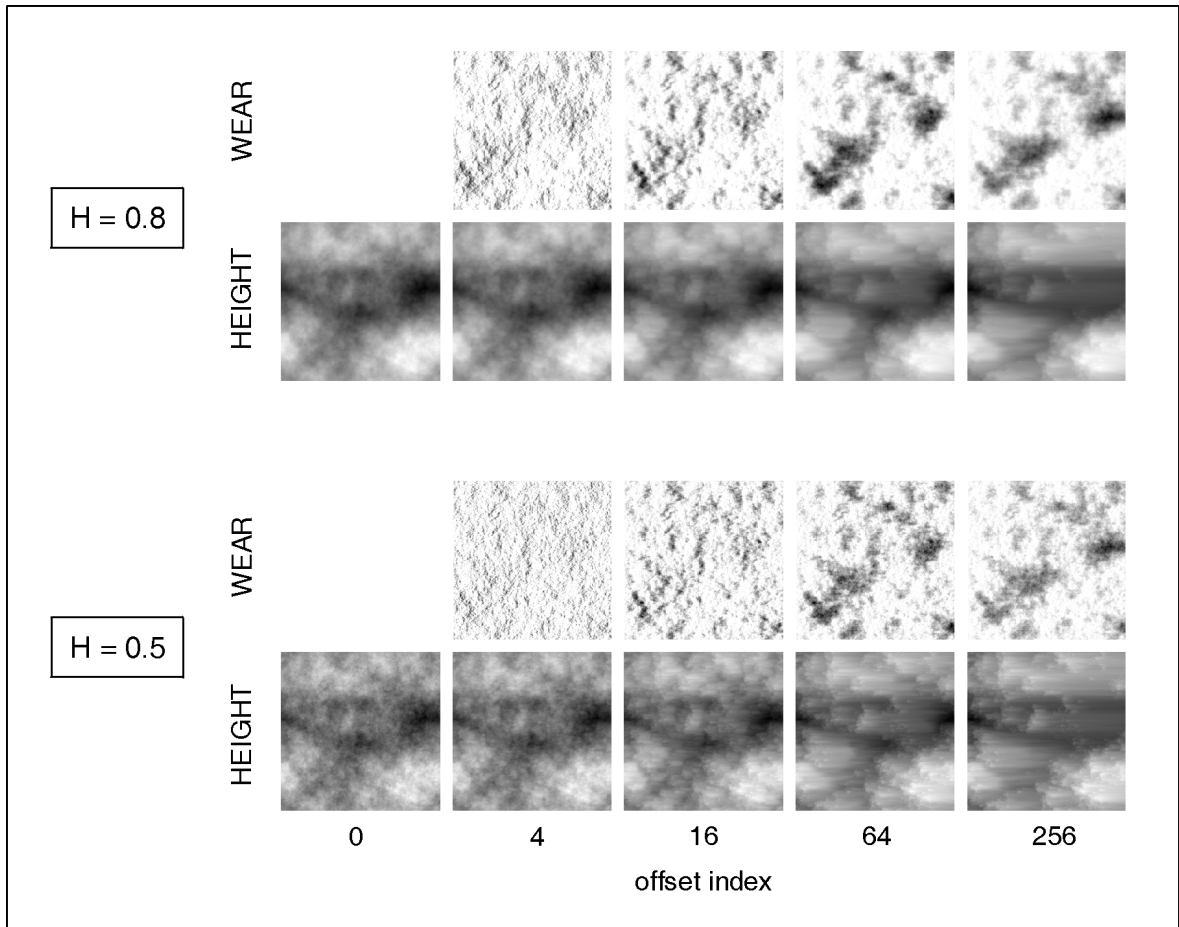 WEAR
H = 0.8
HEIGHT
WEAR
H = 0.5
HEIGHT
0 4 16 64 256
offset index